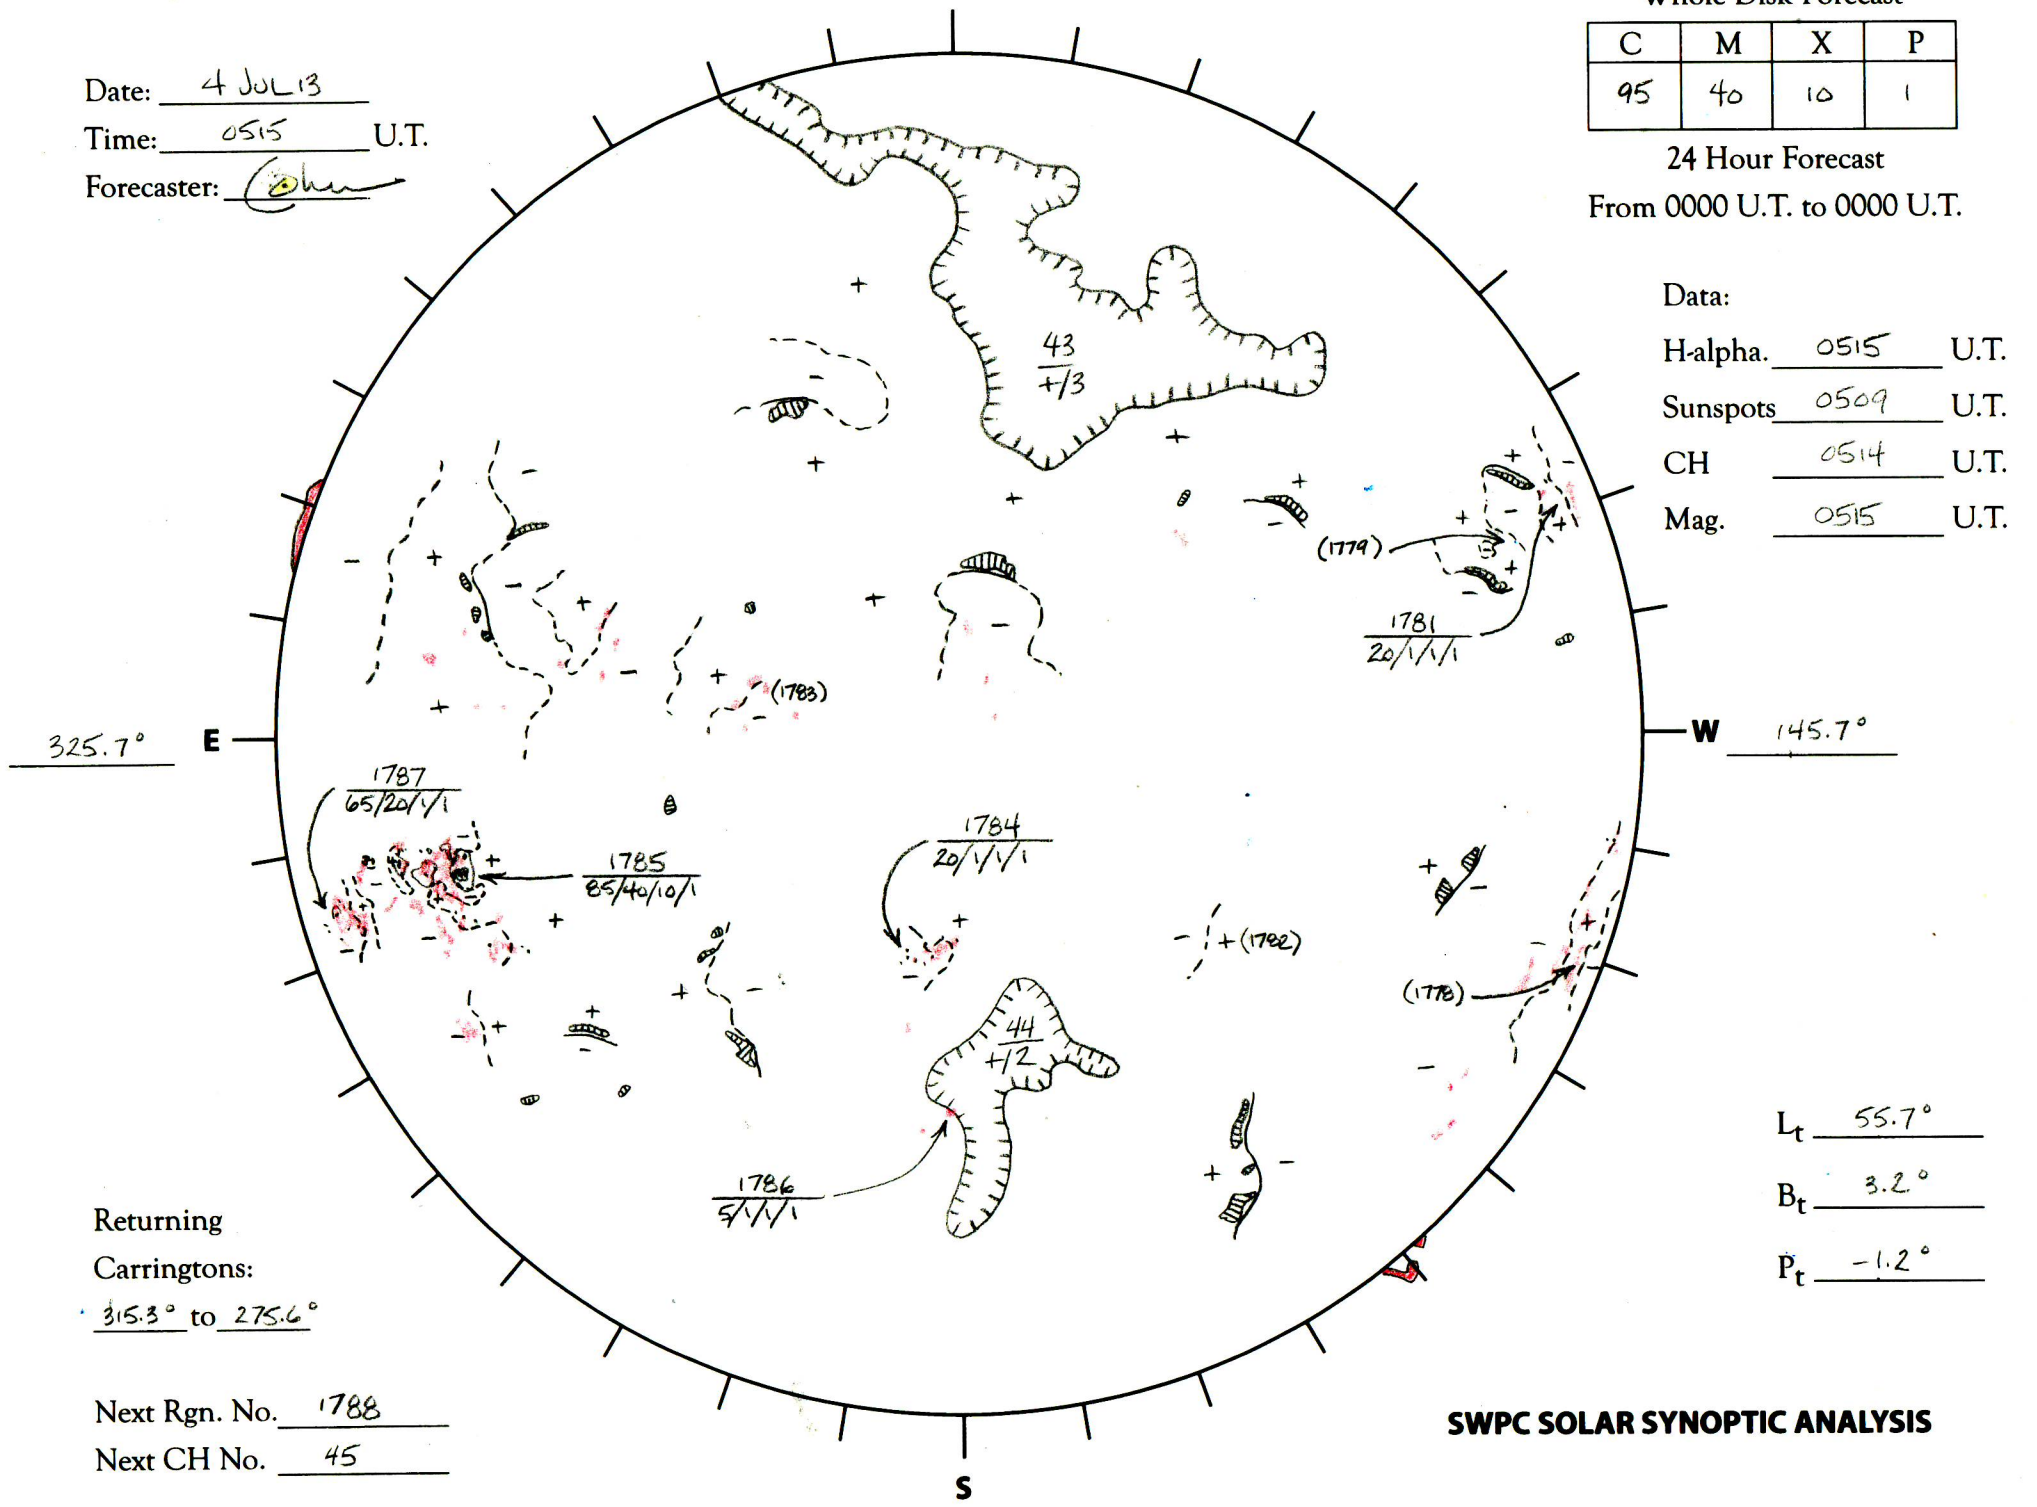 Whole Disk Forecast
C M X P
95 40 10 1
24 Hour Forecast
From 0000 U.T. to 0000 U.T.
Date: 4 JUL 13
Time: 0515 U.T.
Forecaster:
Data:
H-alpha. 0515 U.T.
Sunspots 0509 U.T.
CH 0514 U.T.
Mag. 0515 U.T.
43
+/3
(1779)
1781
20/1/1/1
(1783)
325.7° E
W 145.7°
1787
65/20/1/1
1785
85/40/10/1
1784
20/1/1/1
(1782)
(1778)
44
+/2
1786
5/1/1/1
Lt 55.7°
Bt 3.2°
Pt -1.2°
Returning
Carringtons:
315.3° to 275.6°
Next Rgn. No. 1788
Next CH No. 45
SWPC SOLAR SYNOPTIC ANALYSIS
S